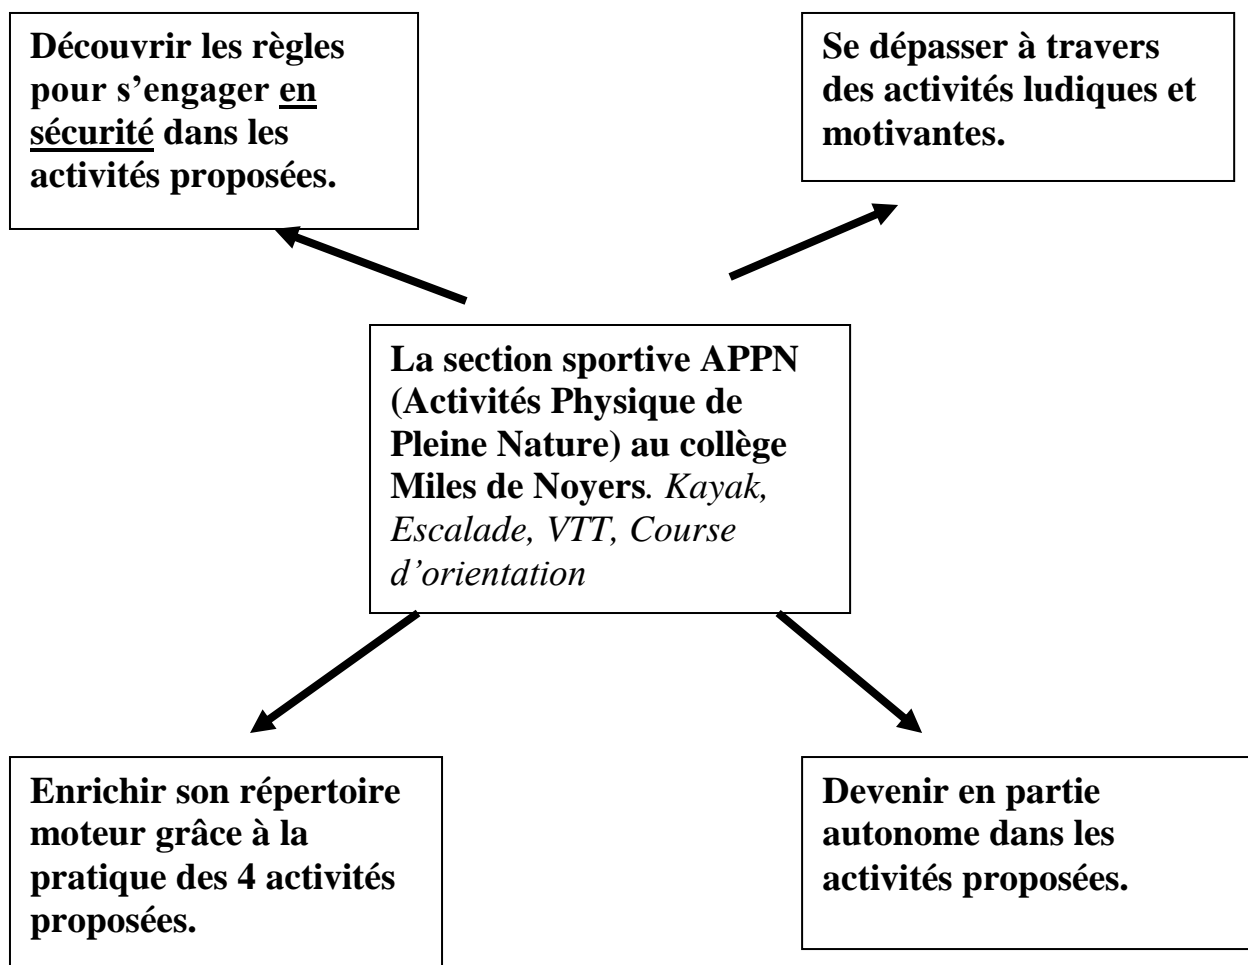 Découvrir les règles
pour s’engager en
sécurité dans les
activités proposées.
Se dépasser à travers
des activités ludiques et
motivantes.
La section sportive APPN
(Activités Physique de
Pleine Nature) au collège
Miles de Noyers. Kayak,
Escalade, VTT, Course
d’orientation
Enrichir son répertoire
moteur grâce à la
pratique des 4 activités
proposées.
Devenir en partie
autonome dans les
activités proposées.